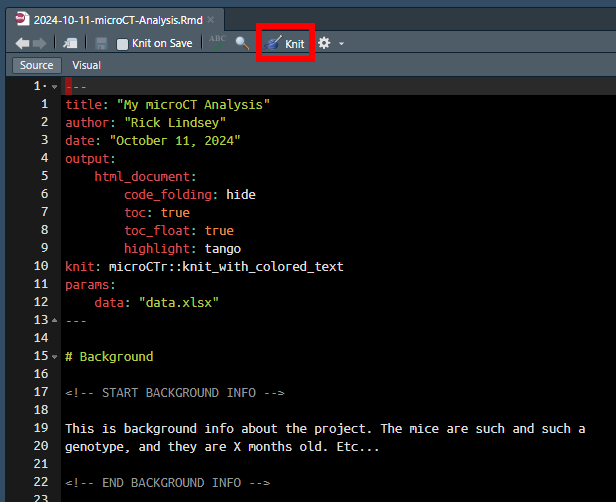 2024-10-11-microCT-Analysis.Rmd
Knit on Save ABC Knit
Source Visual
1 ---
1 title: "My microCT Analysis"
2 author: "Rick Lindsey"
3 date: "October 11, 2024"
4 output:
5 html_document:
6 code_folding: hide
7 toc: true
8 toc_float: true
9 highlight: tango
10 knit: microCTr::knit_with_colored_text
11 params:
12 data: "data.xlsx"
13 ---
14
15 # Background
16
17 <!-- START BACKGROUND INFO -->
18
19 This is background info about the project. The mice are such and such a
20 genotype, and they are X months old. Etc...
21
22 <!-- END BACKGROUND INFO -->
23